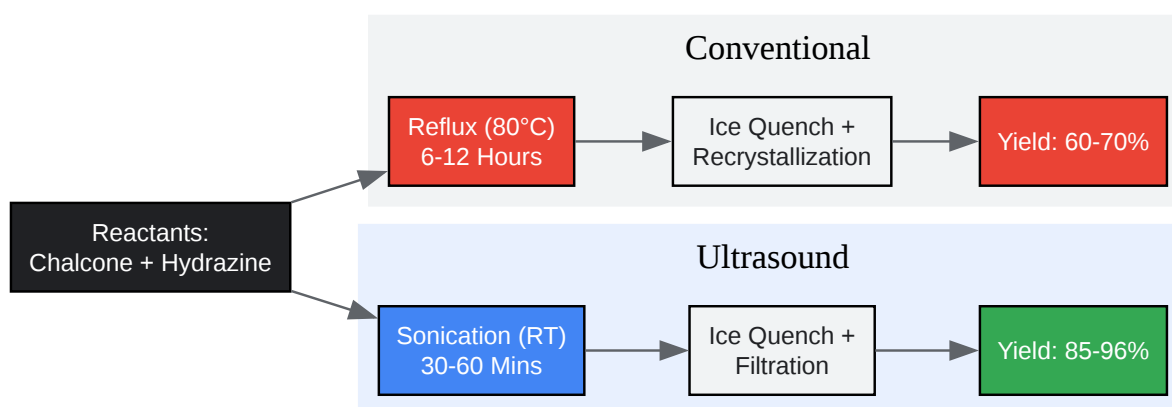 Conventional
Reflux (80°C)
6-12 Hours
Ice Quench +
Recrystallization
Yield: 60-70%
Reactants:
Chalcone + Hydrazine
Ultrasound
Sonication (RT)
30-60 Mins
Ice Quench +
Filtration
Yield: 85-96%